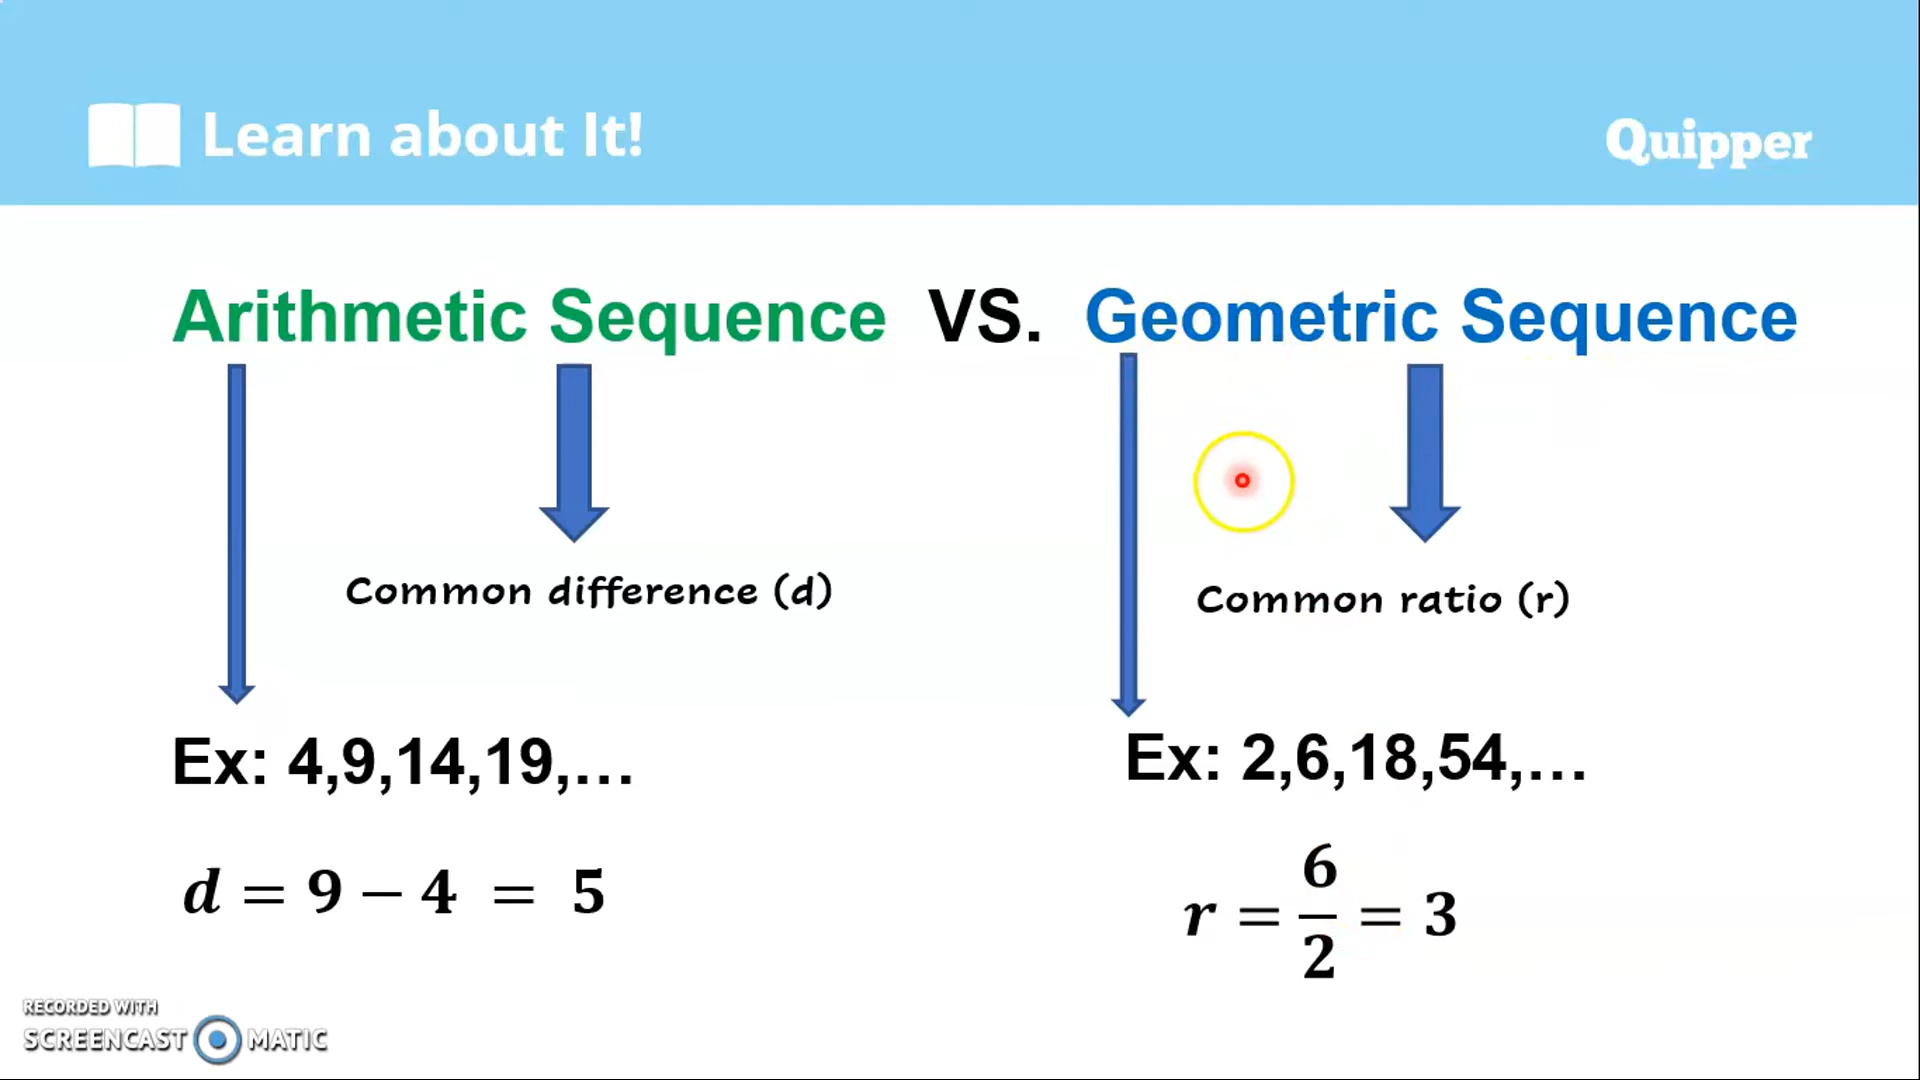 Learn about It!
Quipper
Arithmetic Sequence VS. Geometric Sequence
Common difference (d)
Common ratio (r)
Ex: 4,9,14,19,…
Ex: 2,6,18,54,…
d = 9 − 4 = 5
r = 6/2 = 3
RECORDED WITH
SCREENCAST MATIC